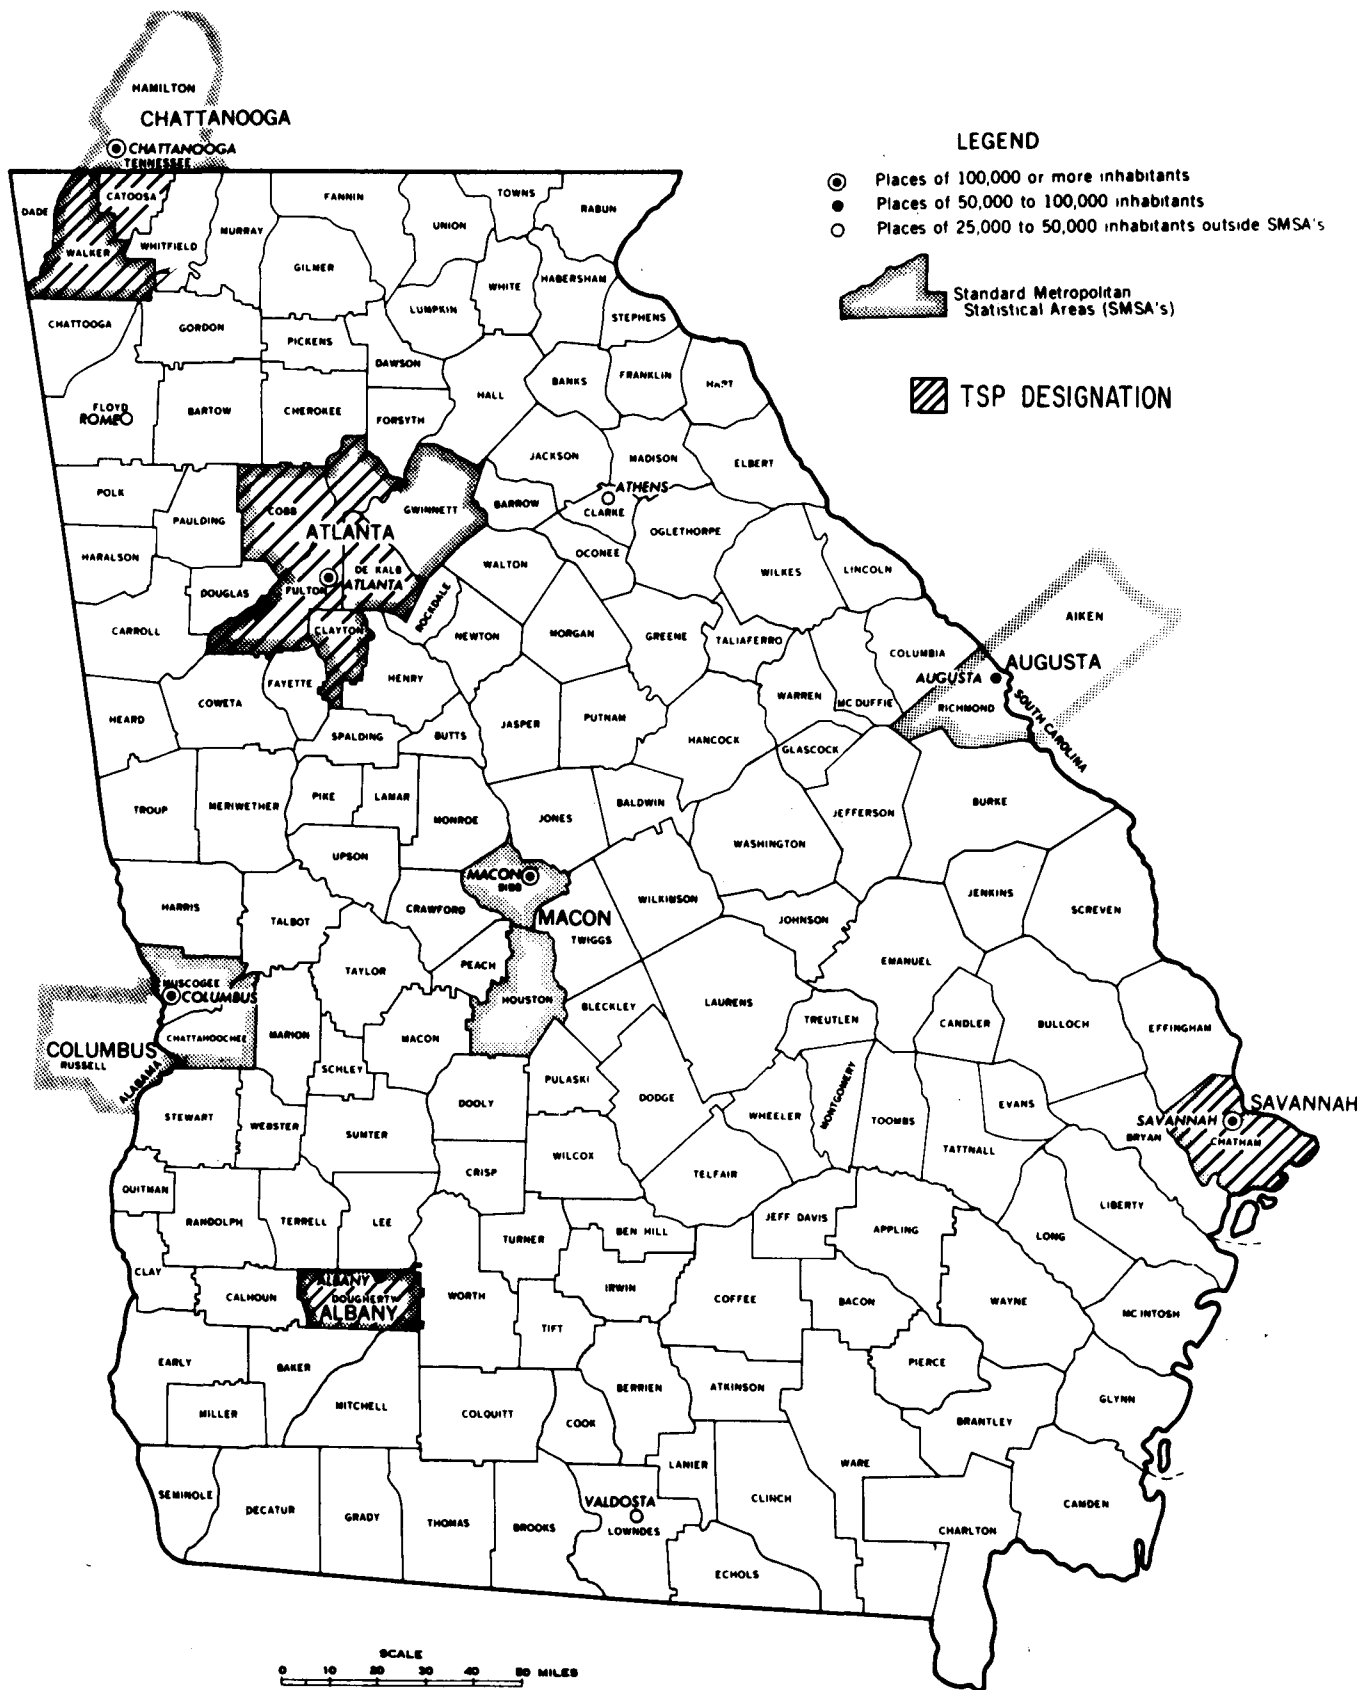 HAMILTON
CHATTANOOGA
CHATTANOOGA
TENNESSEE
LEGEND
Places of 100,000 or more inhabitants
Places of 50,000 to 100,000 inhabitants
Places of 25,000 to 50,000 inhabitants outside SMSA's
Standard Metropolitan
Statistical Areas (SMSA's)
TSP DESIGNATION
DADE
CATOOSA
WALKER
WHITFIELD
MURRAY
FANNIN
GILMER
UNION
TOWNS
RABUN
LUMPKIN
WHITE
HABERSHAM
STEPHENS
CHATTOOGA
GORDON
PICKENS
DAWSON
HALL
BANKS
FRANKLIN
HART
FLOYD
ROME
BARTOW
CHEROKEE
FORSYTH
JACKSON
MADISON
ELBERT
POLK
PAULDING
COBB
GWINNETT
BARROW
ATHENS
CLARKE
OGLETHORPE
ATLANTA
HARALSON
DOUGLAS
FULTON
DE KALB
ATLANTA
ROCKDALE
WALTON
OCONEE
WILKES
LINCOLN
CARROLL
CLAYTON
NEWTON
MORGAN
GREENE
TALIAFERRO
COLUMBIA
AIKEN
AUGUSTA
AUGUSTA
RICHMOND
SOUTH CAROLINA
HEARD
COWETA
FAYETTE
HENRY
SPALDING
BUTTS
JASPER
PUTNAM
HANCOCK
WARREN
MC DUFFIE
GLASCOCK
TROUP
MERIWETHER
PIKE
LAMAR
MONROE
JONES
BALDWIN
WASHINGTON
JEFFERSON
BURKE
UPSON
MACON
BIBB
MACON
TWIGGS
WILKINSON
JOHNSON
JENKINS
SCREVEN
HARRIS
TALBOT
CRAWFORD
TAYLOR
PEACH
HOUSTON
BLECKLEY
LAURENS
EMANUEL
TREUTLEN
CANDLER
BULLOCH
EFFINGHAM
MUSCOGEE
COLUMBUS
CHATTAHOOCHEE
COLUMBUS
RUSSELL
ALABAMA
MARION
MACON
SCHLEY
STEWART
WEBSTER
SUMTER
DOOLY
PULASKI
DODGE
WHEELER
MONTGOMERY
TOOMBS
EVANS
TATTNALL
SAVANNAH
SAVANNAH
CHATHAM
BRYAN
CRISP
WILCOX
TELFAIR
QUITMAN
RANDOLPH
TERRELL
LEE
TURNER
BEN HILL
JEFF DAVIS
APPLING
LONG
LIBERTY
CLAY
CALHOUN
ALBANY
DOUGHERTY
ALBANY
WORTH
IRWIN
TIFT
COFFEE
BACON
WAYNE
MC INTOSH
EARLY
BAKER
MILLER
MITCHELL
COLQUITT
COOK
BERRIEN
ATKINSON
PIERCE
BRANTLEY
GLYNN
SEMINOLE
DECATUR
GRADY
THOMAS
BROOKS
VALDOSTA
LOWNDES
LANIER
CLINCH
WARE
ECHOLS
CHARLTON
CAMDEN
SCALE
0 10 20 30 40 50 MILES